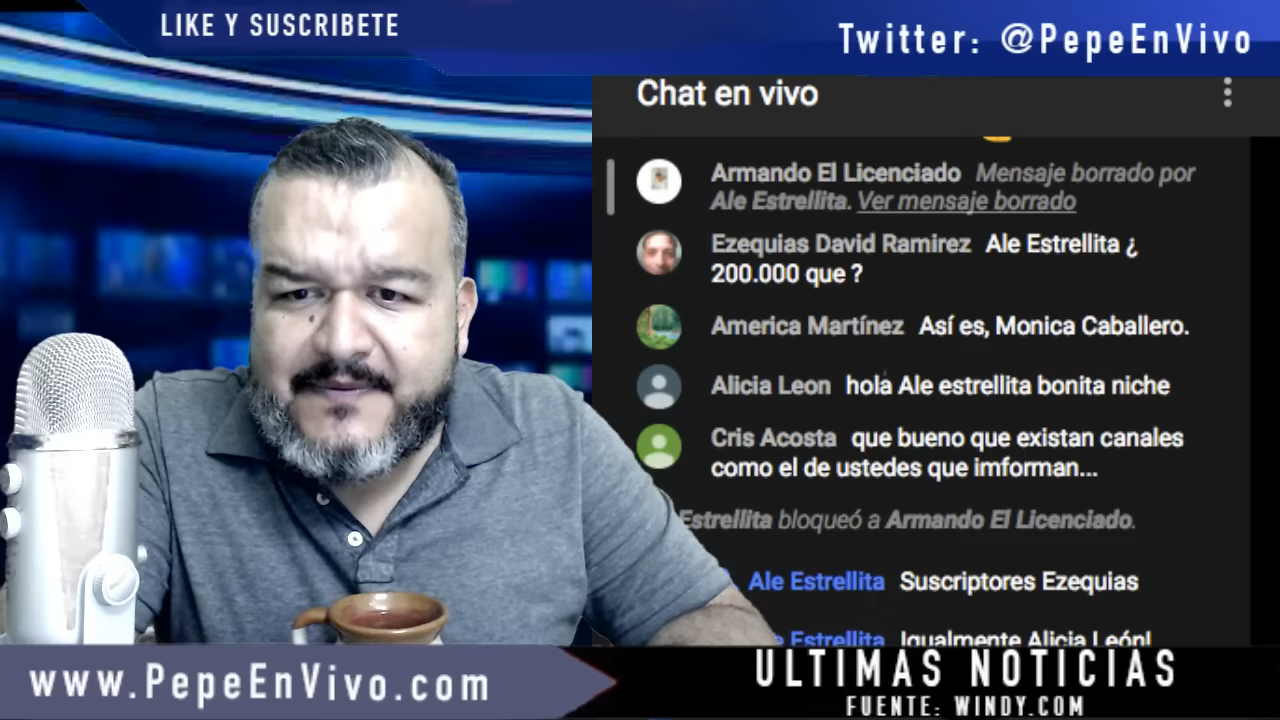 LIKE Y SUSCRIBETE
Twitter: @PepeEnVivo
Chat en vivo
Armando El Licenciado Mensaje borrado por
Ale Estrellita. Ver mensaje borrado
Ezequias David Ramirez Ale Estrellita ¿
200.000 que ?
America Martínez Así es, Monica Caballero.
Alicia Leon hola Ale estrellita bonita niche
Cris Acosta que bueno que existan canales
como el de ustedes que imforman...
Estrellita bloqueó a Armando El Licenciado.
Ale Estrellita Suscriptores Ezequias
Estrellita Igualmente Alicia León!
www.PepeEnVivo.com
ULTIMAS NOTICIAS
FUENTE: WINDY.COM